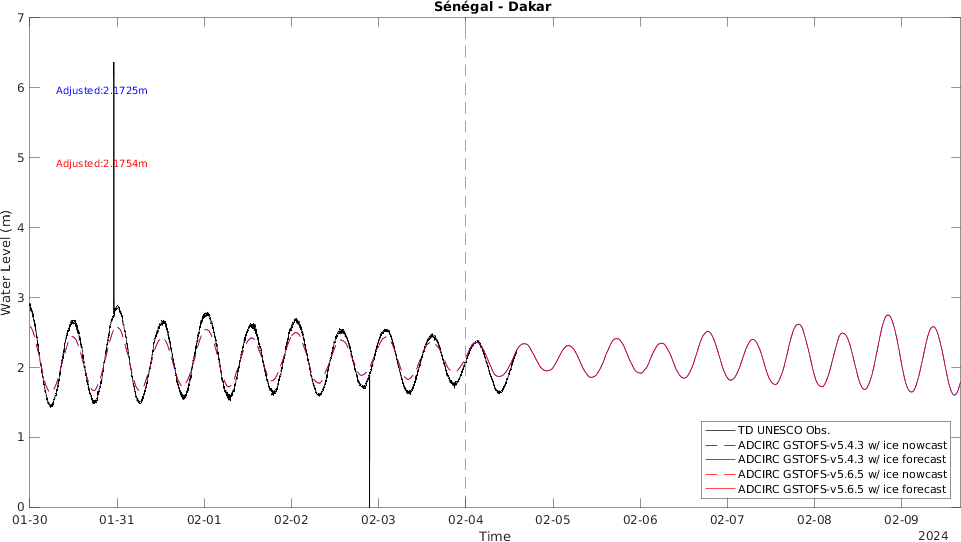 Sénégal - Dakar
7
6
5
4
3
2
1
0
Water Level (m)
Adjusted:2.1725m
Adjusted:2.1754m
TD UNESCO Obs.
ADCIRC GSTOFS-v5.4.3 w/ ice nowcast
ADCIRC GSTOFS-v5.4.3 w/ ice forecast
ADCIRC GSTOFS-v5.6.5 w/ ice nowcast
ADCIRC GSTOFS-v5.6.5 w/ ice forecast
01-30 01-31 02-01 02-02 02-03 02-04 02-05 02-06 02-07 02-08 02-09
Time
2024